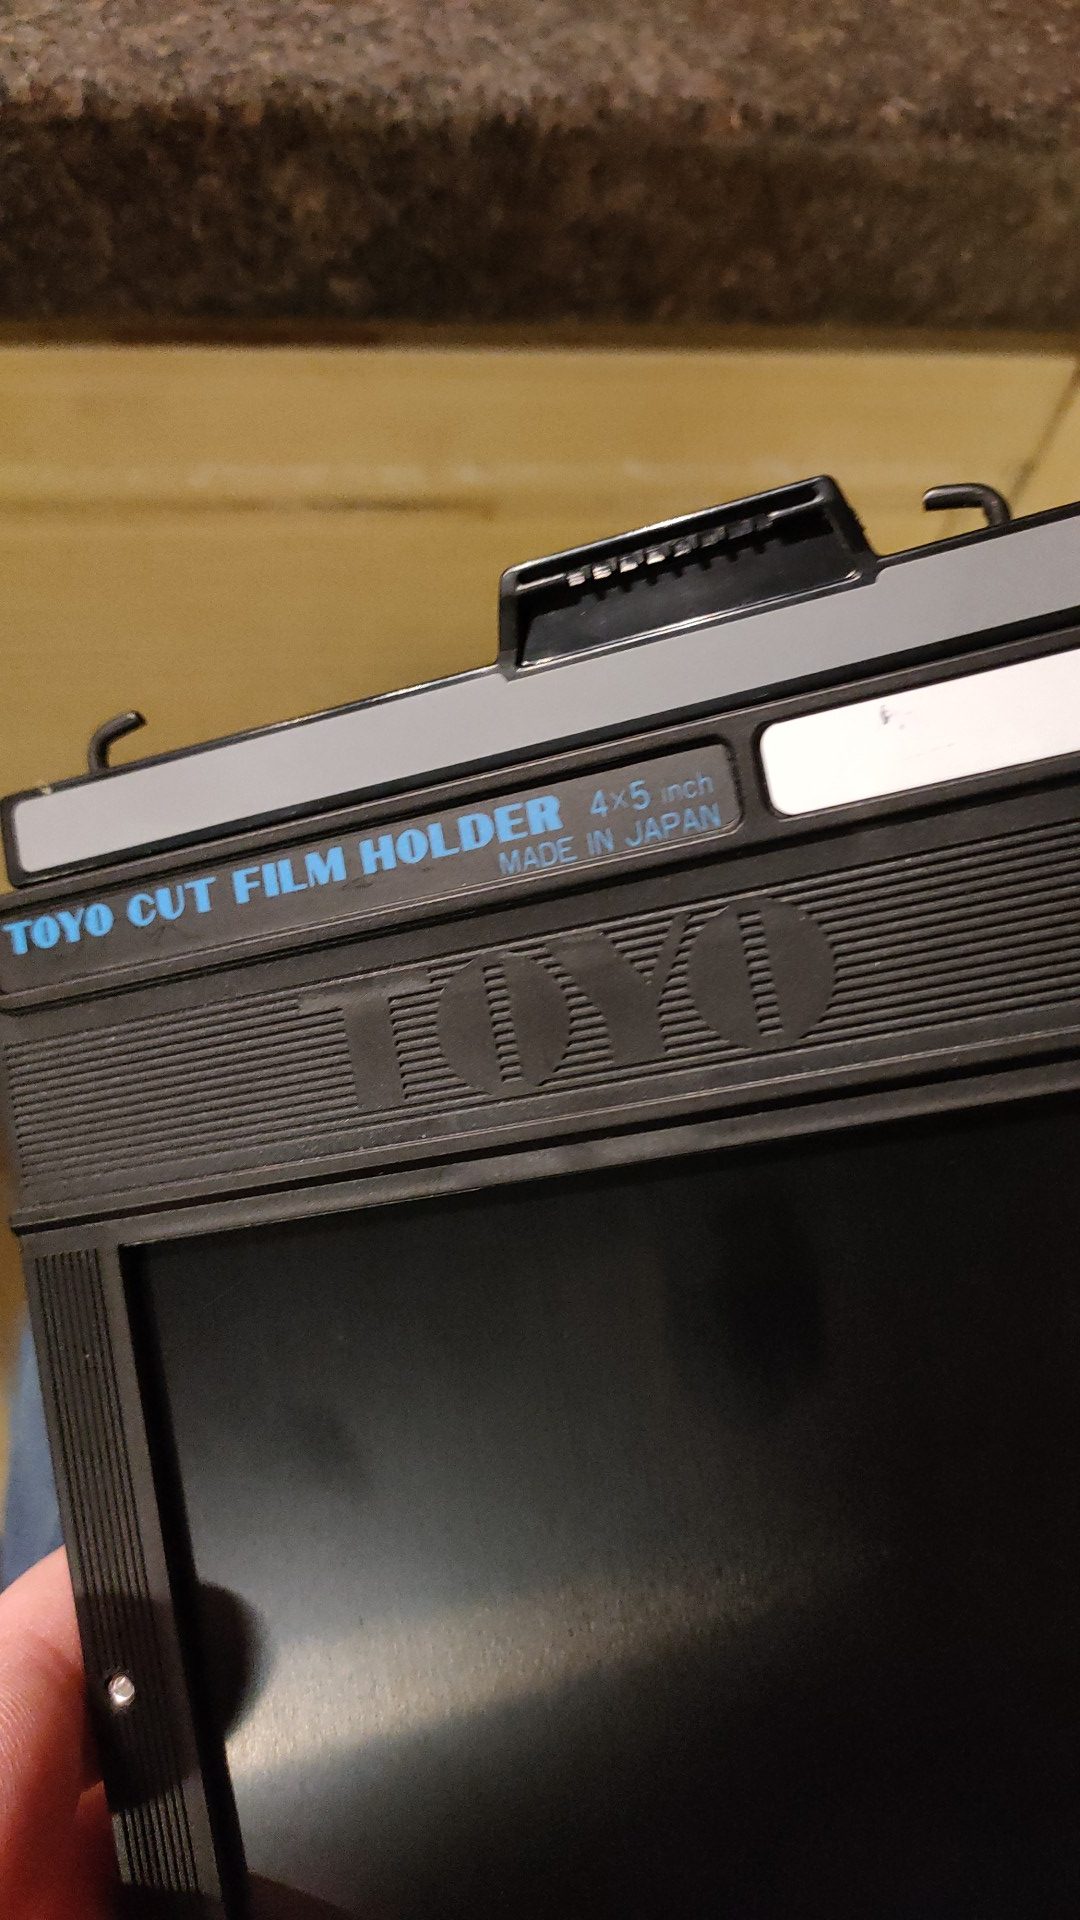 TOYO CUT FILM HOLDER 4×5 inch
MADE IN JAPAN
TOYO